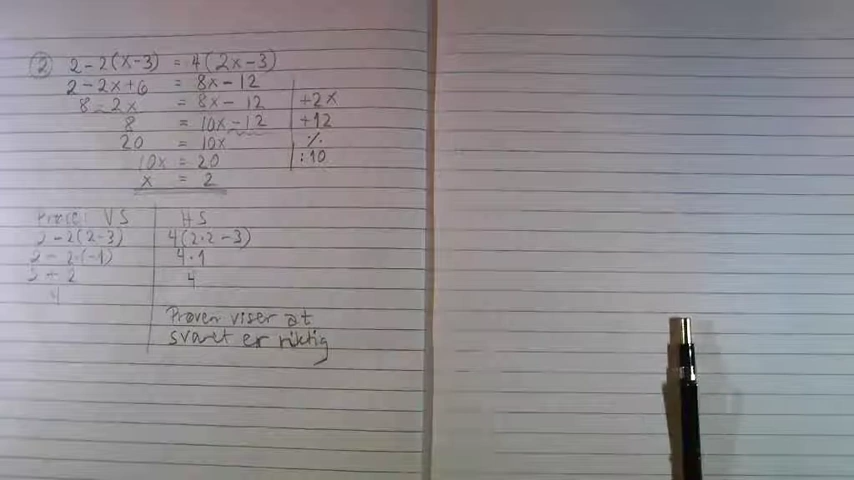 ② 2 - 2(x - 3) = 4(2x - 3)
2 - 2x + 6 = 8x - 12
8 - 2x = 8x - 12 | +2x
8 = 10x - 12 | +12
20 = 10x | %
10x = 20 | :10
x = 2
Prøve: VS | HS
2 - 2(2 - 3) | 4(2·2 - 3)
2 - 2·(-1) | 4·1
2 + 2 | 4
4
Prøven viser at
svaret er riktig